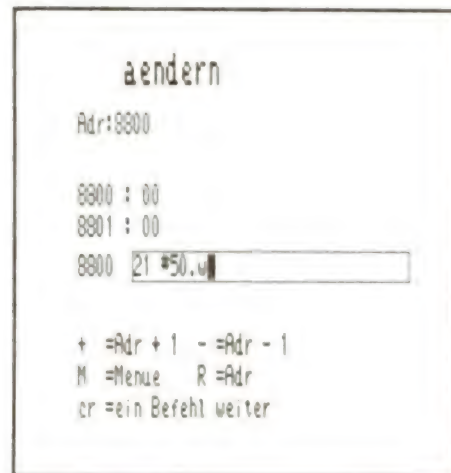 aendern
Adr:8800
8800 : 00
8801 : 00
8800 21 #50.w
+ =Adr + 1 - =Adr - 1
M =Menue R =Adr
cr =ein Befehl weiter